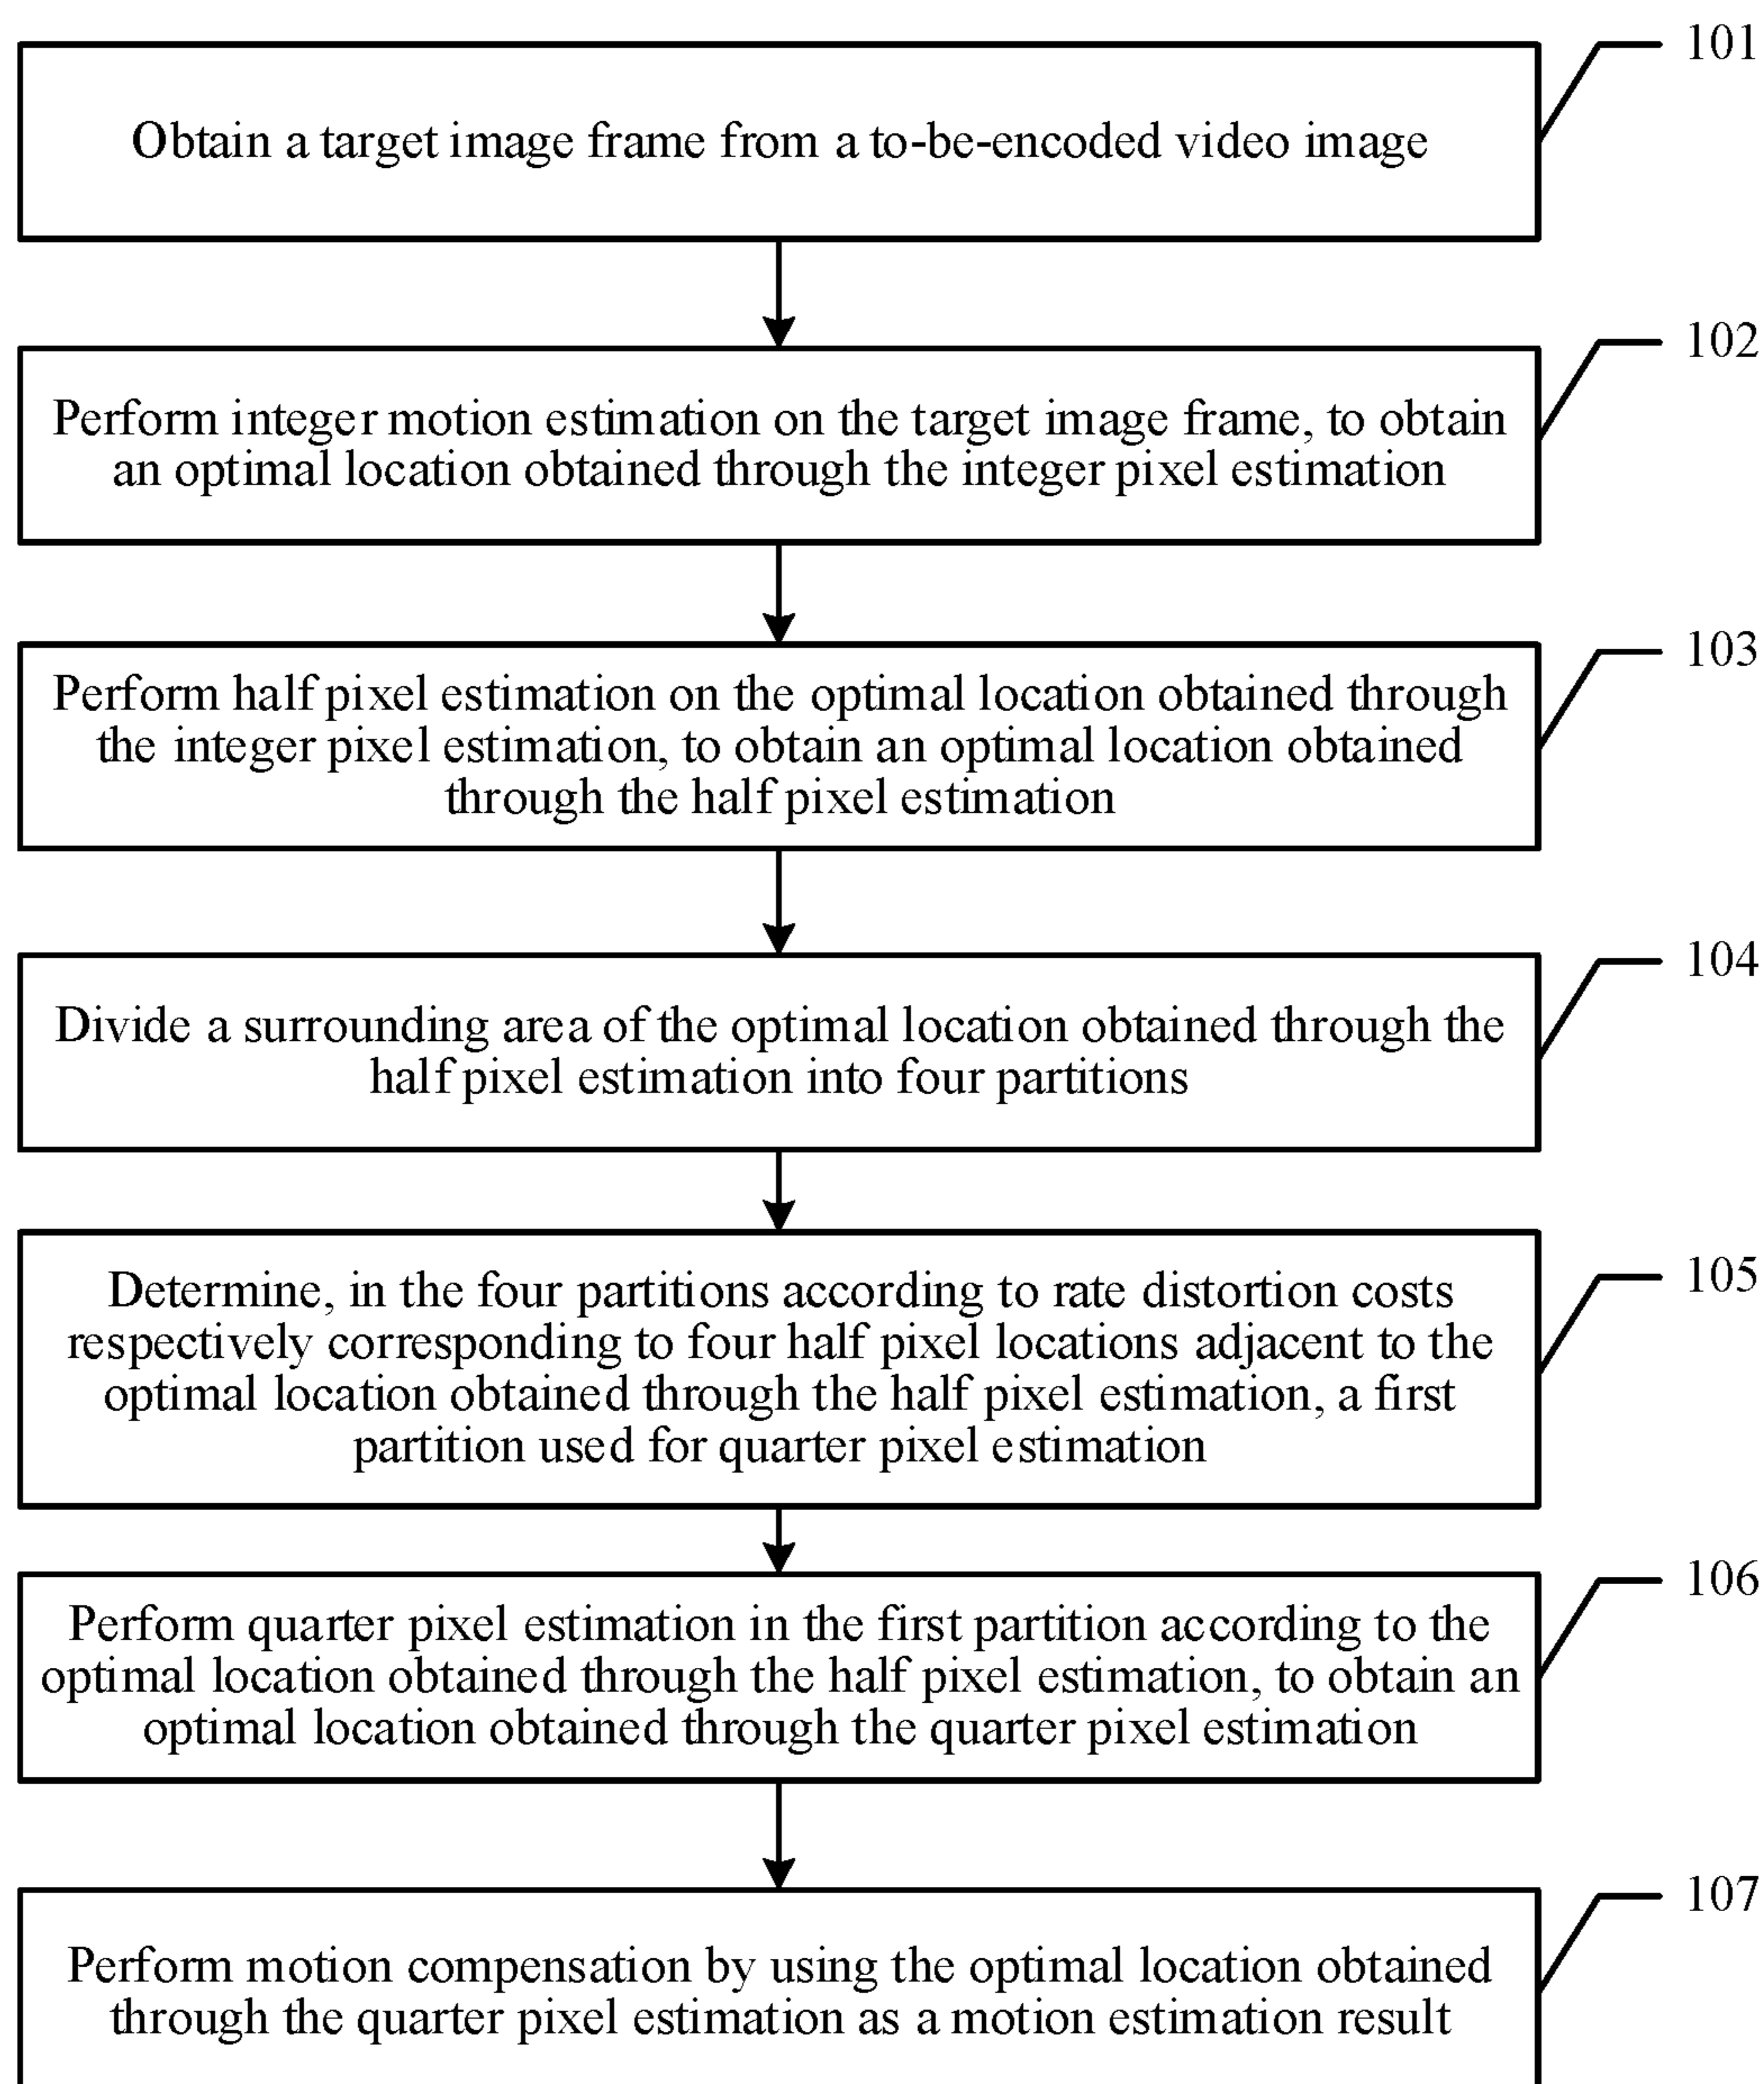 101
Obtain a target image frame from a to-be-encoded video image
102
Perform integer motion estimation on the target image frame, to obtain
an optimal location obtained through the integer pixel estimation
103
Perform half pixel estimation on the optimal location obtained through
the integer pixel estimation, to obtain an optimal location obtained
through the half pixel estimation
104
Divide a surrounding area of the optimal location obtained through the
half pixel estimation into four partitions
105
Determine, in the four partitions according to rate distortion costs
respectively corresponding to four half pixel locations adjacent to the
optimal location obtained through the half pixel estimation, a first
partition used for quarter pixel estimation
106
Perform quarter pixel estimation in the first partition according to the
optimal location obtained through the half pixel estimation, to obtain an
optimal location obtained through the quarter pixel estimation
107
Perform motion compensation by using the optimal location obtained
through the quarter pixel estimation as a motion estimation result